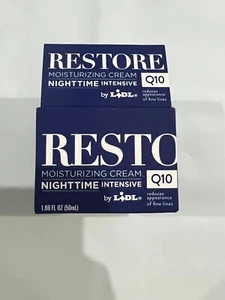 RESTORE
MOISTURIZING CREAM
NIGHTTIME INTENSIVE
by LiDL®
Q10
reduces
appearance
of fine lines
RESTO
MOISTURIZING CREAM
NIGHTTIME INTENSIVE
by LiDL®
Q10
reduces
appearance
of fine lines
1.69 FL OZ (50mL)